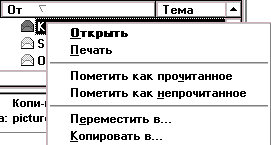 От Тема
К
S
О
Открыть
Печать
Пометить как прочитанное
Пометить как непрочитанное
Копи-
а: picture
Переместить в...
Копировать в...